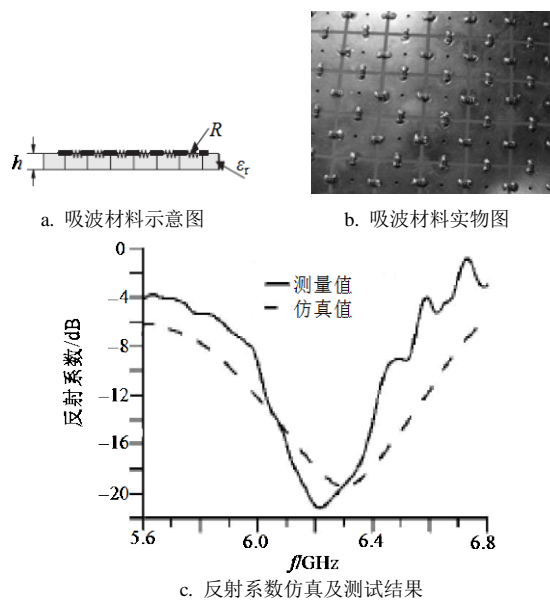 R
h
εr
a. 吸波材料示意图
b. 吸波材料实物图
0
−4
−8
−12
−16
−20
反射系数/dB
测量值
仿真值
5.6 6.0 6.4 6.8
f/GHz
c. 反射系数仿真及测试结果